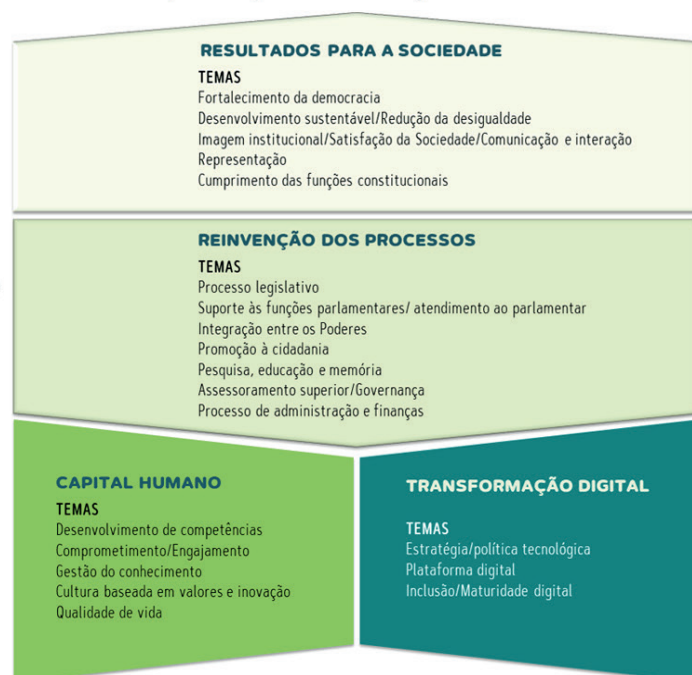 RESULTADOS PARA A SOCIEDADE
TEMAS
Fortalecimento da democracia
Desenvolvimento sustentável/Redução da desigualdade
Imagem institucional/Satisfação da Sociedade/Comunicação e interação
Representação
Cumprimento das funções constitucionais
REINVENÇÃO DOS PROCESSOS
TEMAS
Processo legislativo
Suporte às funções parlamentares/ atendimento ao parlamentar
Integração entre os Poderes
Promoção à cidadania
Pesquisa, educação e memória
Assessoramento superior/Governança
Processo de administração e finanças
CAPITAL HUMANO
TEMAS
Desenvolvimento de competências
Comprometimento/Engajamento
Gestão do conhecimento
Cultura baseada em valores e inovação
Qualidade de vida
TRANSFORMAÇÃO DIGITAL
TEMAS
Estratégia/política tecnológica
Plataforma digital
Inclusão/Maturidade digital